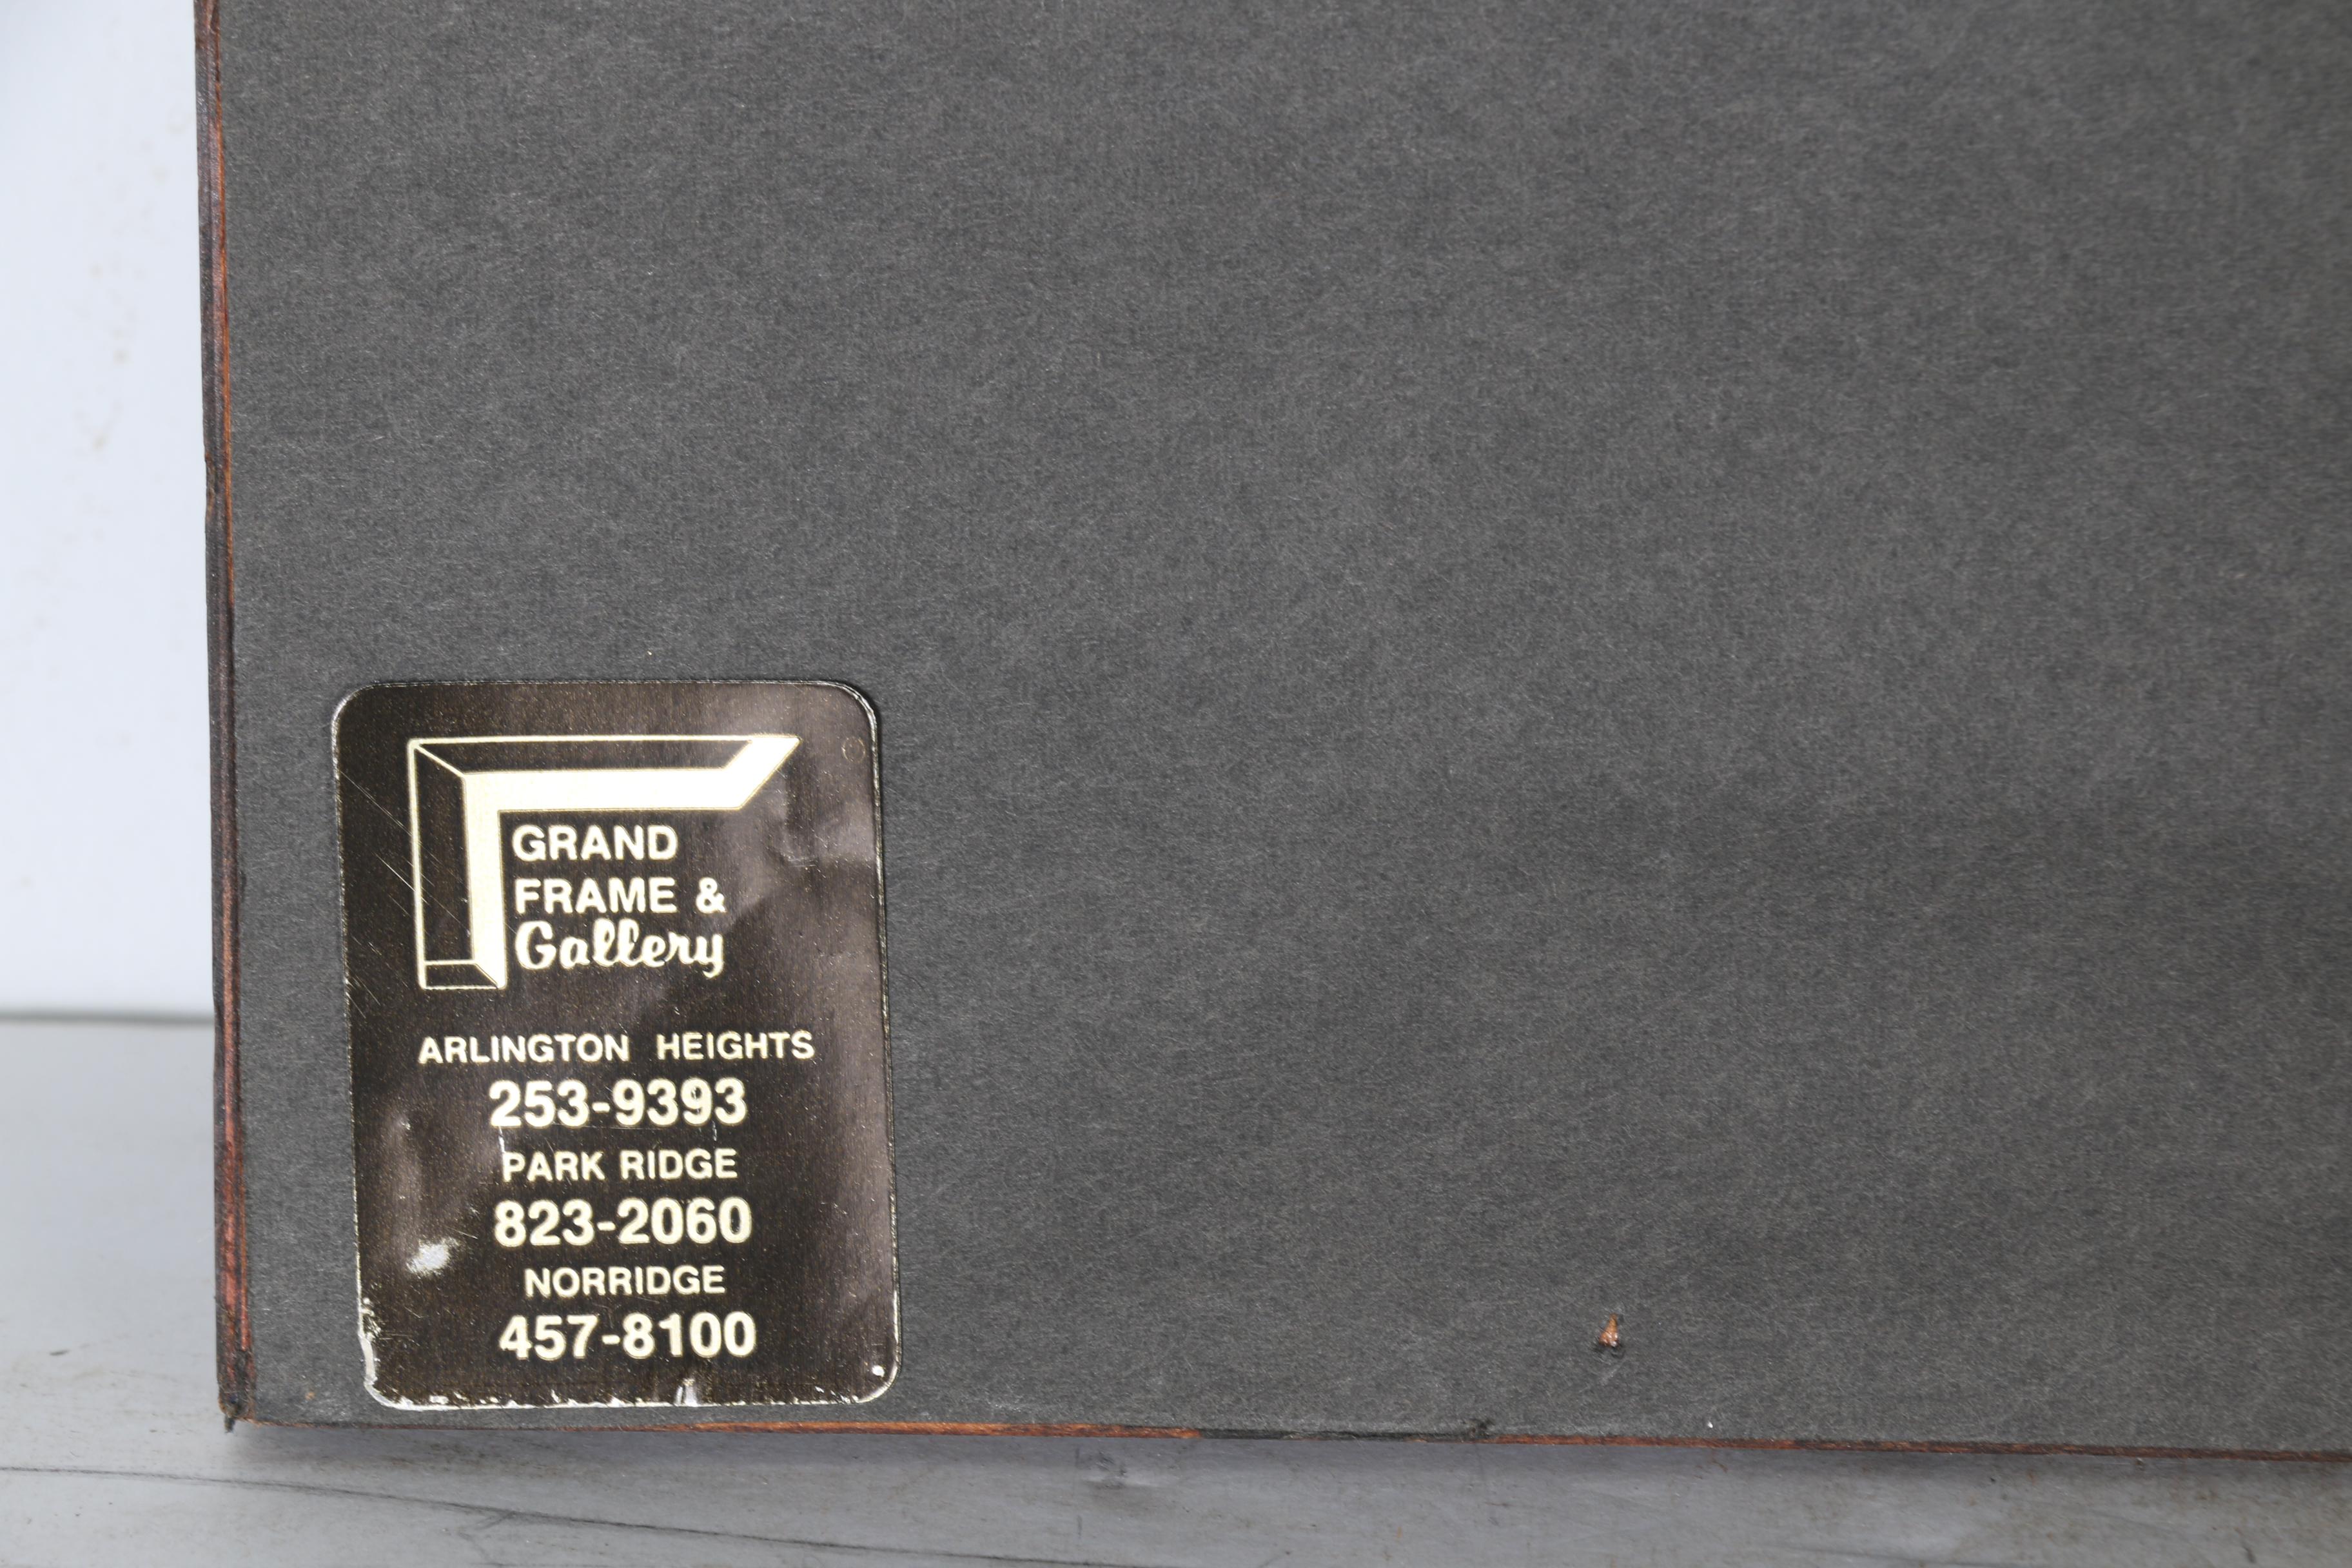 GRAND
FRAME &
Gallery
ARLINGTON HEIGHTS
253-9393
PARK RIDGE
823-2060
NORRIDGE
457-8100